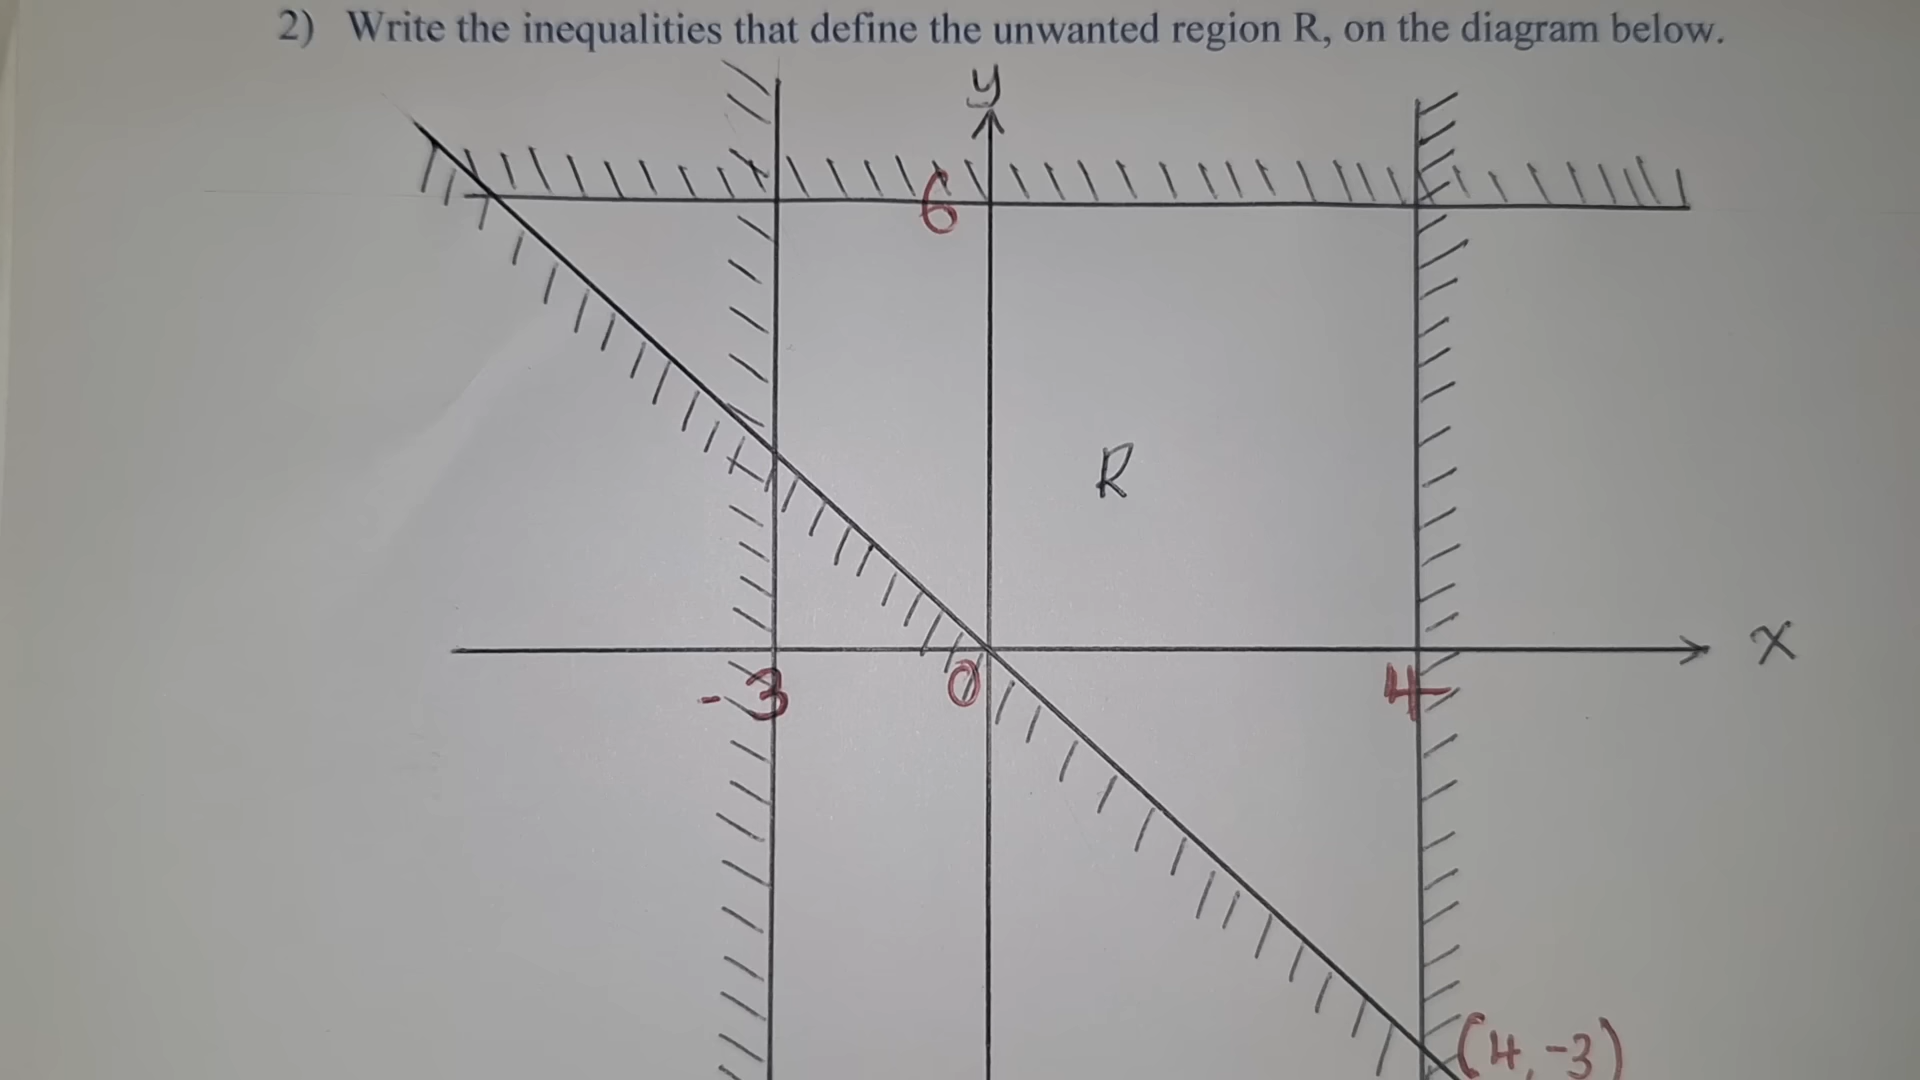 2) Write the inequalities that define the unwanted region R, on the diagram below.
y
6
R
x
-3
0
4
(4,-3)